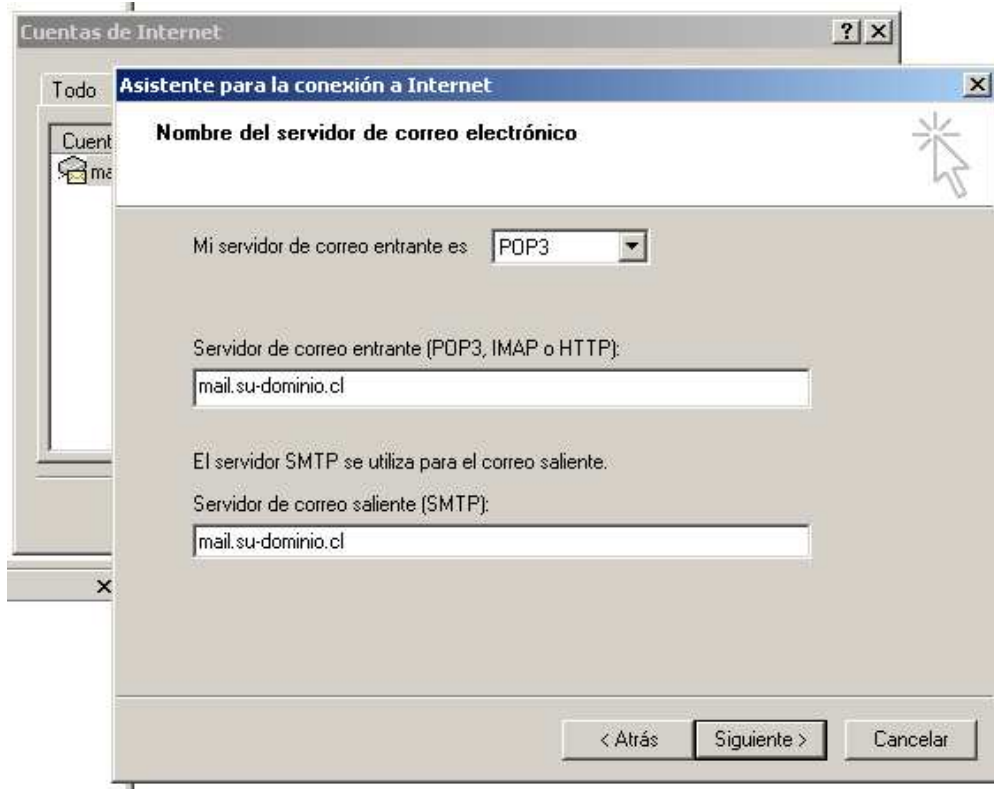 Cuentas de Internet
Todo
Cuent
ma
Asistente para la conexión a Internet
Nombre del servidor de correo electrónico
Mi servidor de correo entrante es POP3
Servidor de correo entrante (POP3, IMAP o HTTP):
mail.su-dominio.cl
El servidor SMTP se utiliza para el correo saliente.
Servidor de correo saliente (SMTP):
mail.su-dominio.cl
< Atrás Siguiente > Cancelar